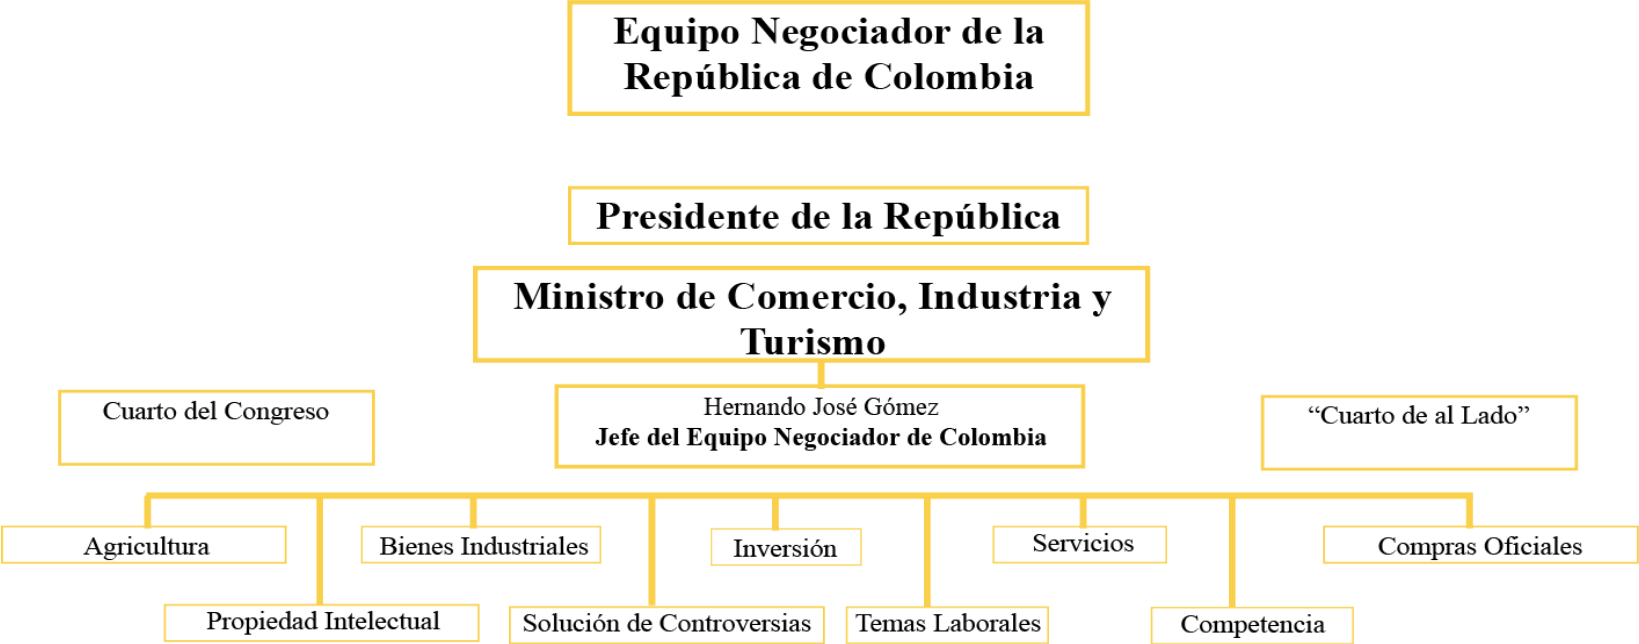 Equipo Negociador de la
República de Colombia
Presidente de la República
Ministro de Comercio, Industria y
Turismo
Cuarto del Congreso
Hernando José Gómez
Jefe del Equipo Negociador de Colombia
“Cuarto de al Lado”
Agricultura
Bienes Industriales
Inversión
Servicios
Compras Oficiales
Propiedad Intelectual
Solución de Controversias
Temas Laborales
Competencia